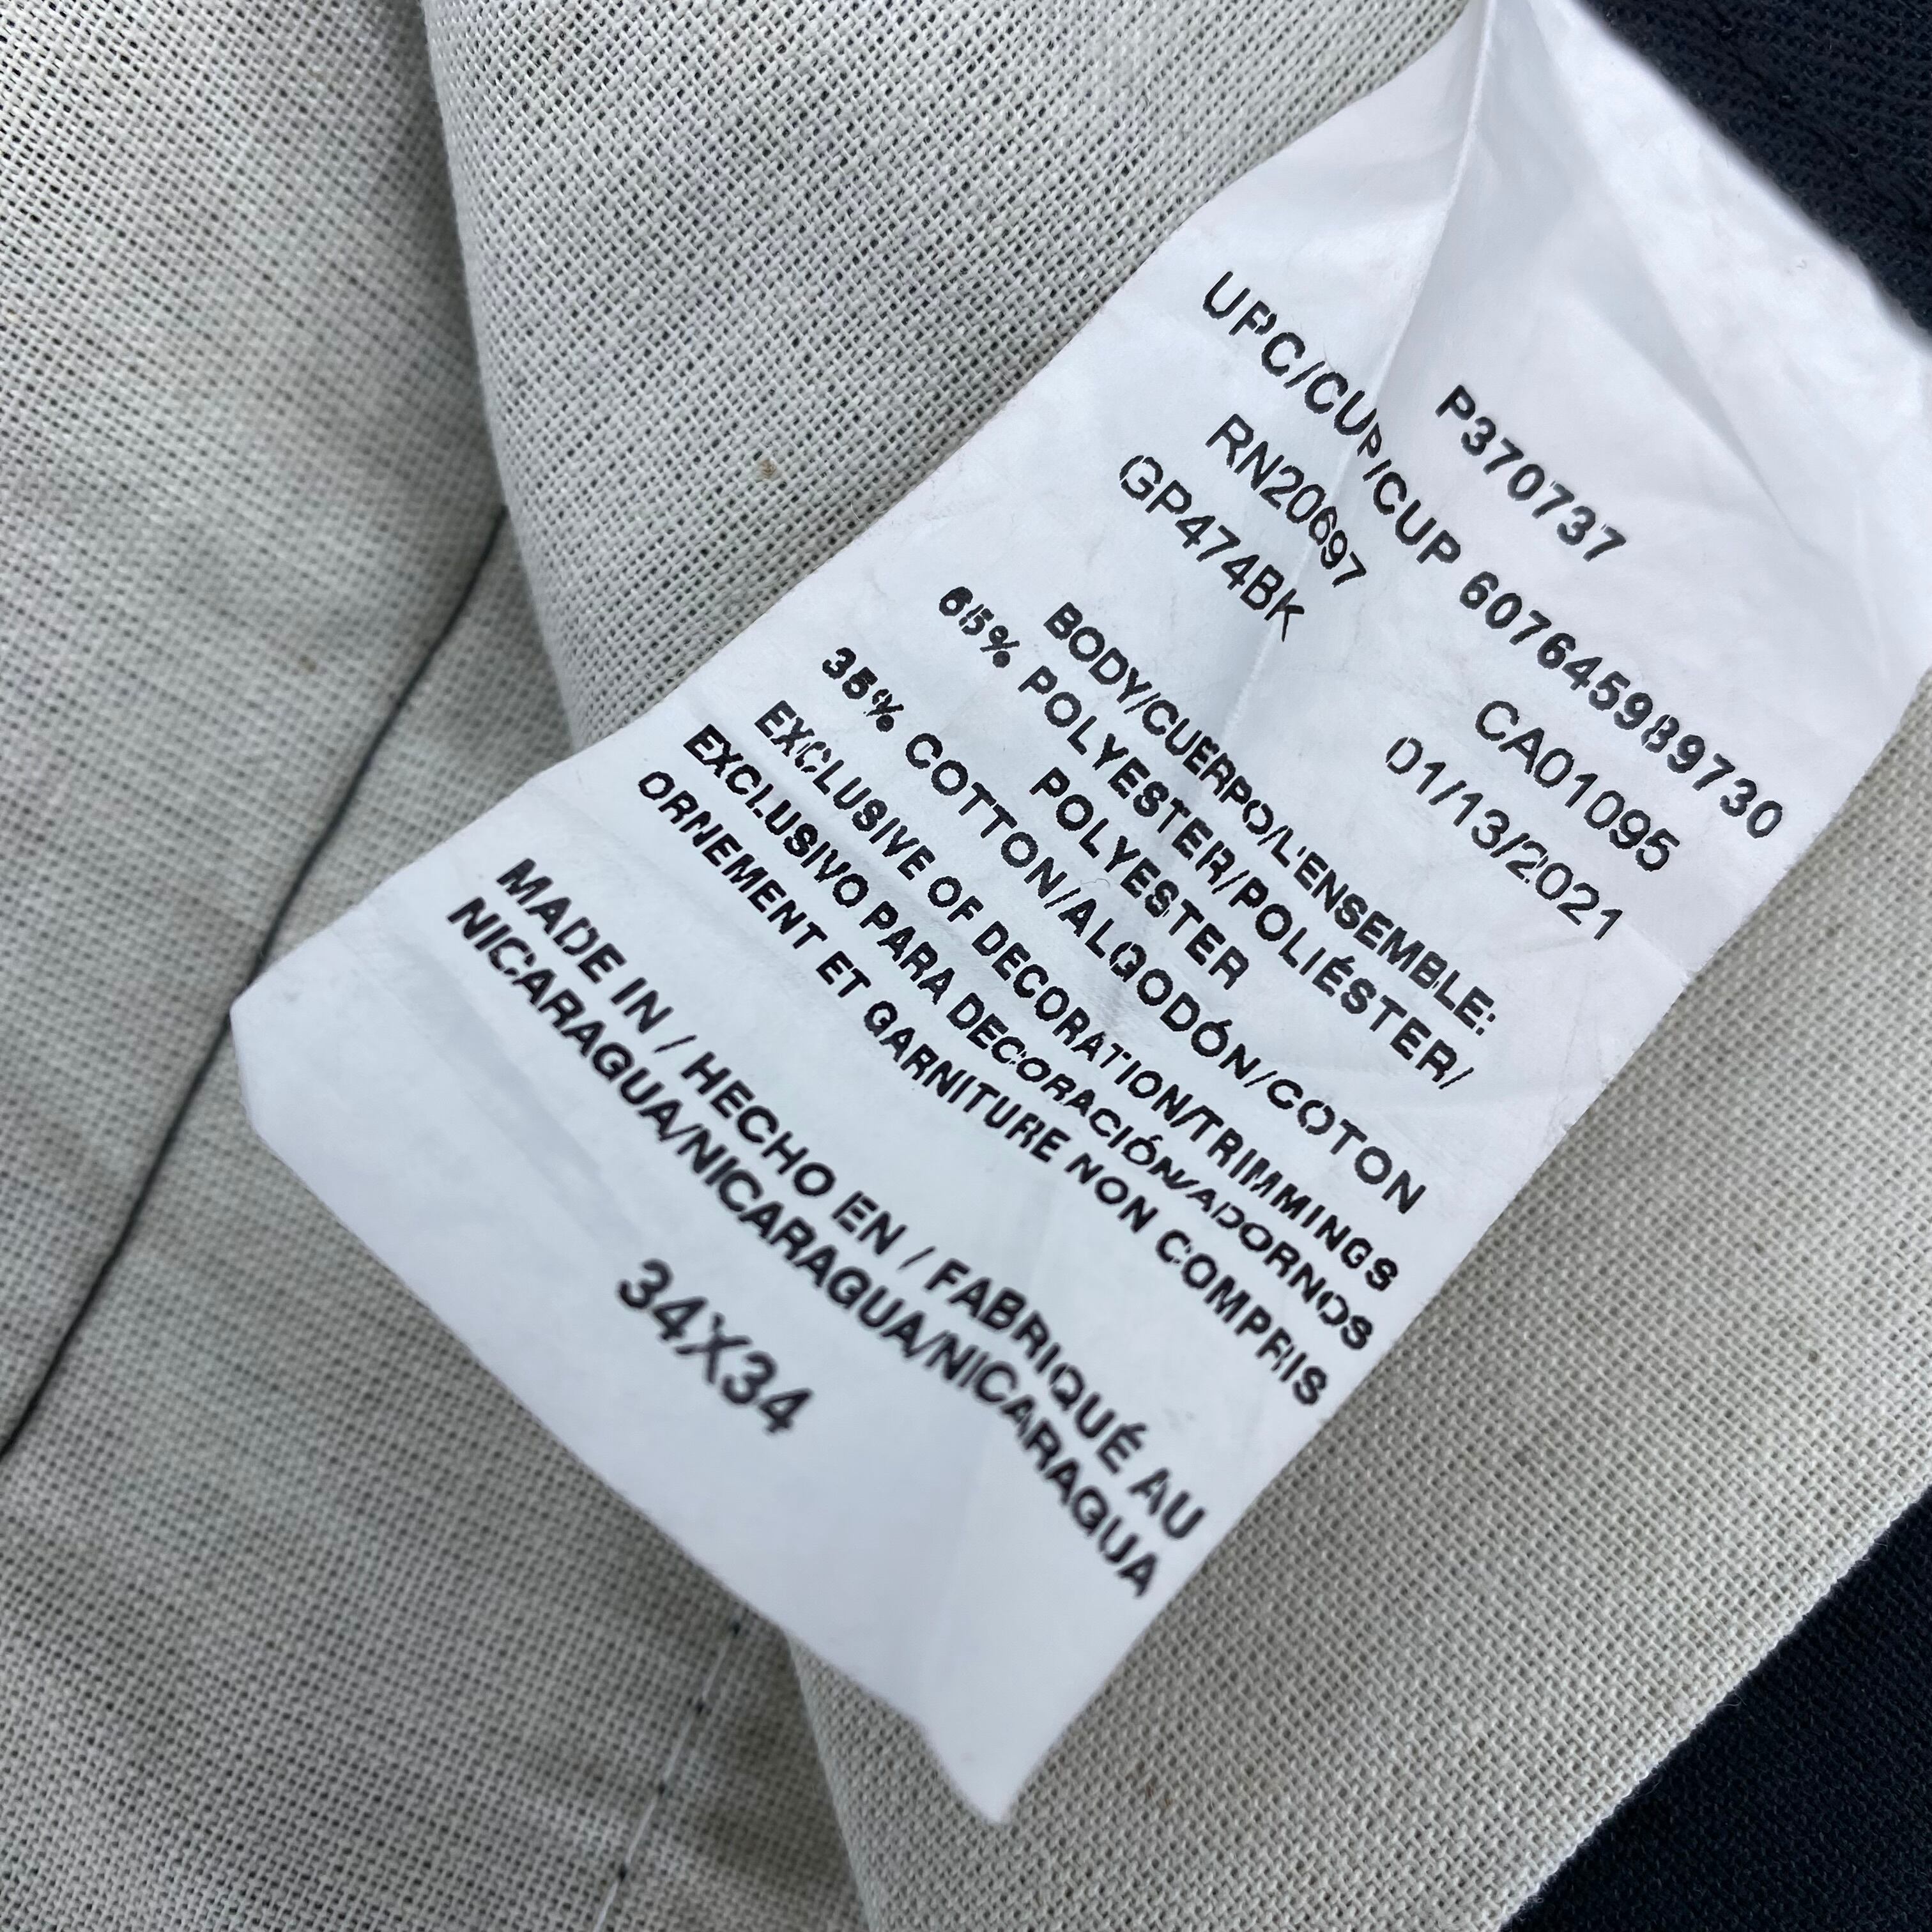 P370737
UPC/CUP/CUP 607645989730
RN20697 CA01095
GP474BK 01/13/2021
BODY/CUERPO/L'ENSEMBLE:
65% POLYESTER/POLIÉSTER/
POLYESTER
35% COTTON/ALGODÓN/COTON
EXCLUSIVE OF DECORATION/TRIMMINGS
EXCLUSIVO PARA DECORACIÓN/ADORNOS
ORNEMENT ET GARNITURE NON COMPRIS
MADE IN / HECHO EN / FABRIQUÉ AU
NICARAGUA/NICARAGUA/NICARAGUA
34X34